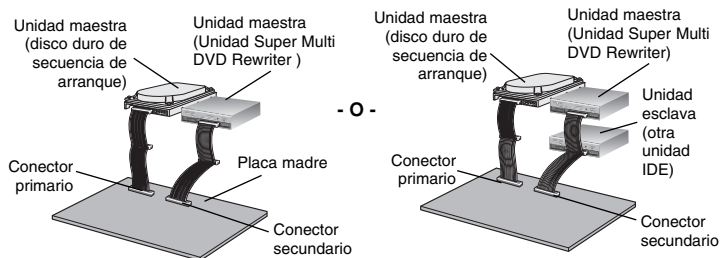 Unidad maestra
(disco duro de
secuencia de
arranque)
Unidad maestra
(Unidad Super Multi
DVD Rewriter )
Conector
primario
Placa madre
Conector
secundario
- O -
Unidad maestra
(disco duro de
secuencia de
arranque)
Unidad maestra
(Unidad Super Multi
DVD Rewriter)
Unidad
esclava
(otra
unidad
IDE)
Conector
primario
Conector
secundario